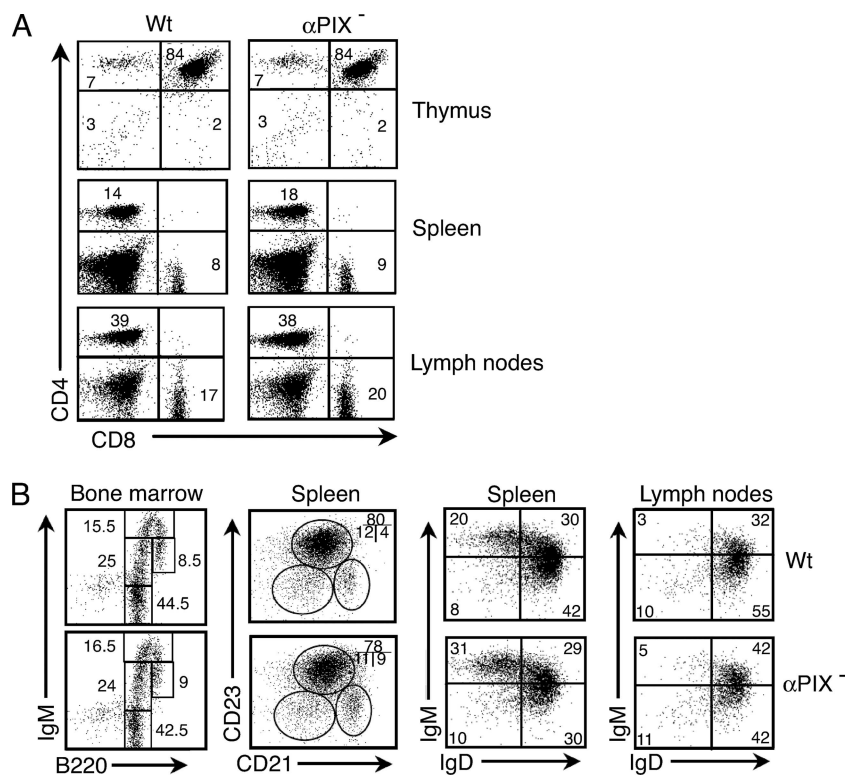 A
Wt
αPIX -
84
7
3
2
84
7
3
2
Thymus
14
8
18
9
Spleen
39
17
38
20
Lymph nodes
CD4
CD8
B
Bone marrow
Spleen
Spleen
Lymph nodes
15.5
25
8.5
44.5
80
12|4
20
30
8
42
3
32
10
55
Wt
16.5
24
9
42.5
78
11|9
31
29
10
30
5
42
11
42
αPIX -
IgM
B220
CD23
CD21
IgM
IgD
IgM
IgD